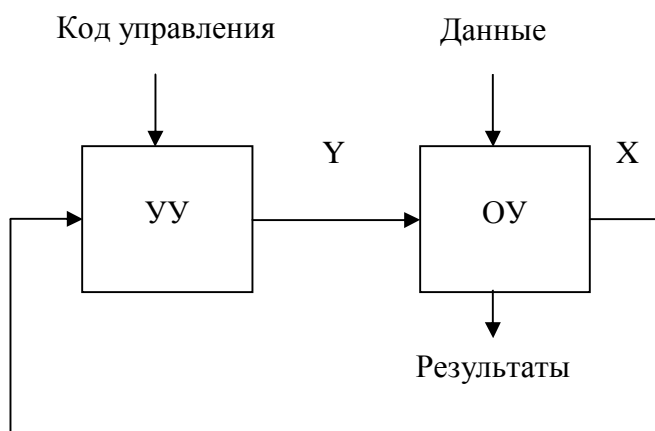 Код управления
Данные
Y
X
УУ
ОУ
Результаты